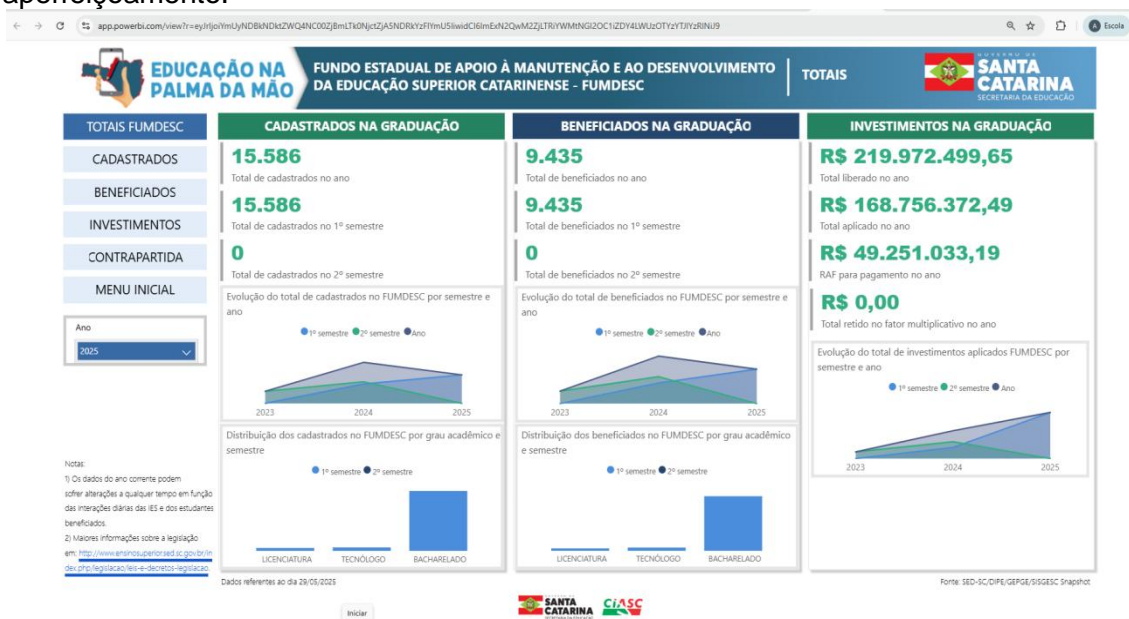 aperfeiçoamento.
EDUCAÇÃO NA
PALMA DA MÃO
FUNDO ESTADUAL DE APOIO À MANUTENÇÃO E AO DESENVOLVIMENTO
DA EDUCAÇÃO SUPERIOR CATARINENSE - FUMDESC
TOTAIS
GOVERNO DE
SANTA
CATARINA
SECRETARIA DA EDUCAÇÃO
TOTAIS FUMDESC
CADASTRADOS
BENEFICIADOS
INVESTIMENTOS
CONTRAPARTIDA
MENU INICIAL
Ano
2025
Notas:
1) Os dados do ano corrente podem
sofrer alterações a qualquer tempo em função
das interações diárias das IES e dos estudantes
beneficiados.
2) Maiores informações sobre a legislação
em: http://www.ensinosuperior.sed.sc.gov.br/in
dex.php/legislacao/leis-e-decretos-legislacao.
CADASTRADOS NA GRADUAÇÃO
15.586
Total de cadastrados no ano
15.586
Total de cadastrados no 1º semestre
0
Total de cadastrados no 2º semestre
Evolução do total de cadastrados no FUMDESC por semestre e
ano
1º semestre 2º semestre Ano
2023 2024 2025
Distribuição dos cadastrados no FUMDESC por grau acadêmico e
semestre
1º semestre 2º semestre
LICENCIATURA TECNÓLOGO BACHARELADO
BENEFICIADOS NA GRADUAÇÃO
9.435
Total de beneficiados no ano
9.435
Total de beneficiados no 1º semestre
0
Total de beneficiados no 2º semestre
Evolução do total de beneficiados no FUMDESC por semestre e
ano
1º semestre 2º semestre Ano
2023 2024 2025
Distribuição dos beneficiados no FUMDESC por grau acadêmico
e semestre
1º semestre 2º semestre
LICENCIATURA TECNÓLOGO BACHARELADO
INVESTIMENTOS NA GRADUAÇÃO
R$ 219.972.499,65
Total liberado no ano
R$ 168.756.372,49
Total aplicado no ano
R$ 49.251.033,19
RAF para pagamento no ano
R$ 0,00
Total retido no fator multiplicativo no ano
Evolução do total de investimentos aplicados FUMDESC por
semestre e ano
1º semestre 2º semestre Ano
2023 2024 2025
Dados referentes ao dia 29/05/2025
Fonte: SED-SC/DIPE/GEPGE/SISGESC Snapshot
Iniciar
SANTA
CATARINA
CiASC
A Escola